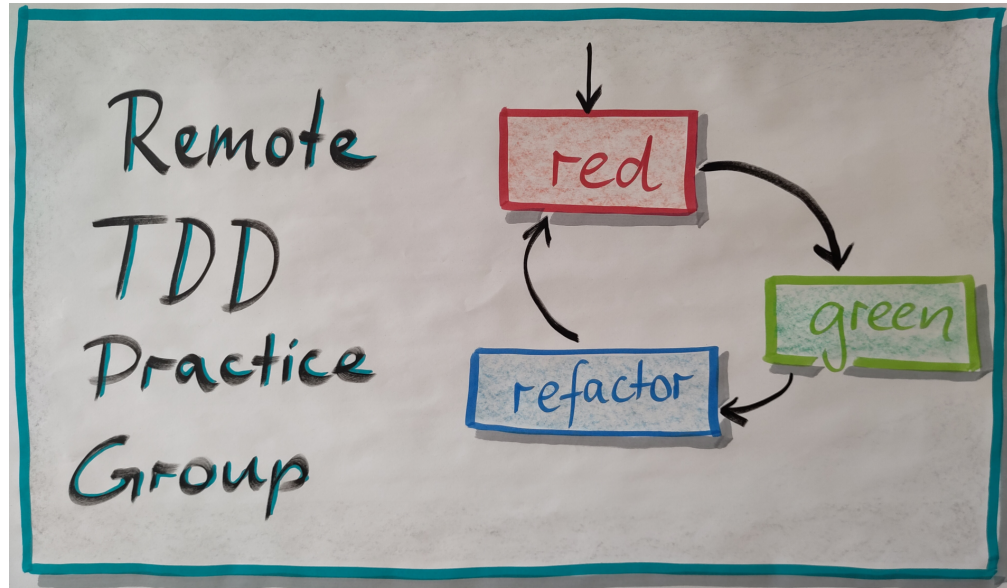 Remote
TDD
Practice
Group
red
green
refactor